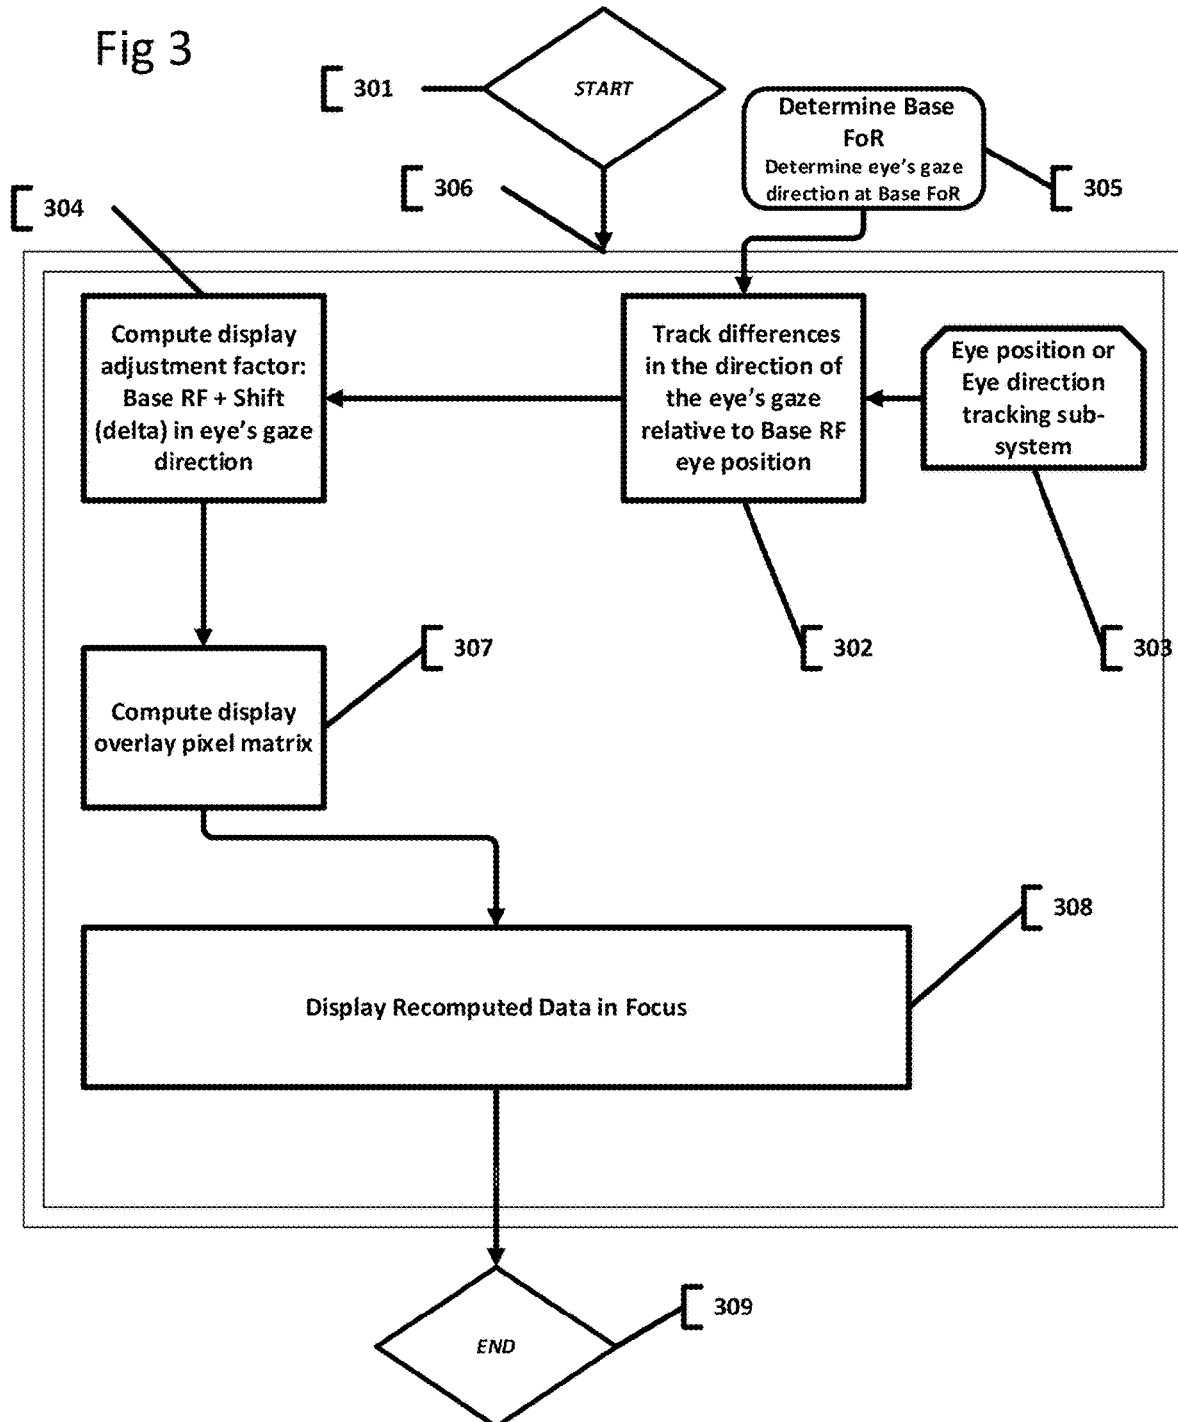 Fig 3
301
START
Determine Base
FoR
Determine eye's gaze
direction at Base FoR
305
306
304
Compute display
adjustment factor:
Base RF + Shift
(delta) in eye's gaze
direction
Track differences
in the direction of
the eye's gaze
relative to Base RF
eye position
Eye position or
Eye direction
tracking sub-
system
307
302
303
Compute display
overlay pixel matrix
308
Display Recomputed Data in Focus
309
END